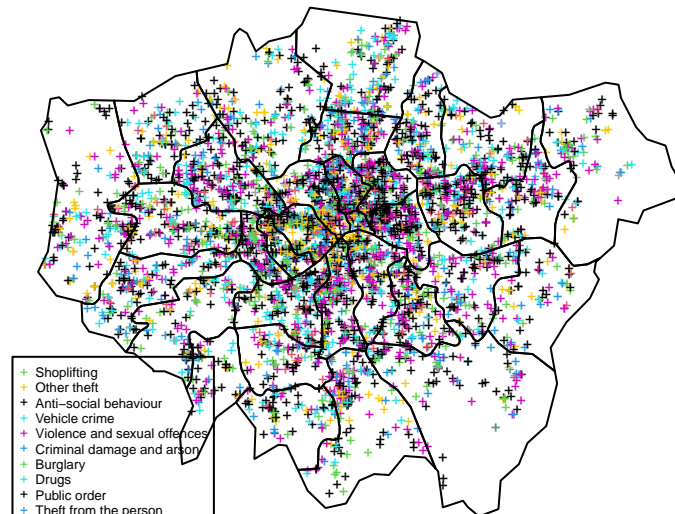 Shoplifting
Other theft
Anti−social behaviour
Vehicle crime
Violence and sexual offences
Criminal damage and arson
Burglary
Drugs
Public order
Theft from the person